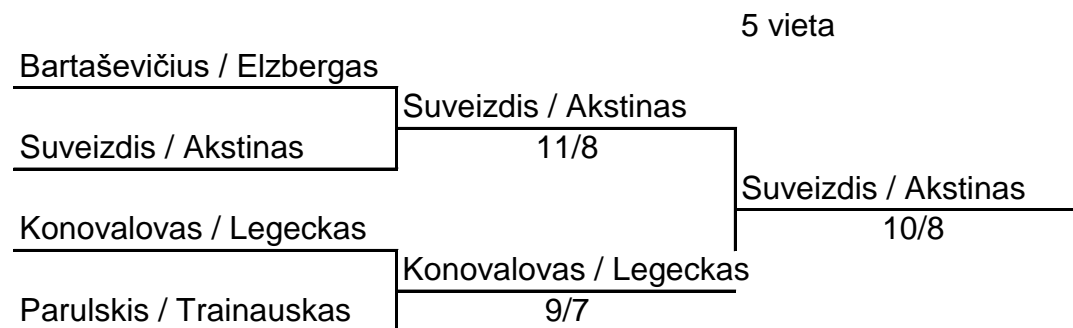 5 vieta
Bartaševičius / Elzbergas
Suveizdis / Akstinas
Suveizdis / Akstinas
11/8
Suveizdis / Akstinas
10/8
Konovalovas / Legeckas
Konovalovas / Legeckas
Parulskis / Trainauskas
9/7